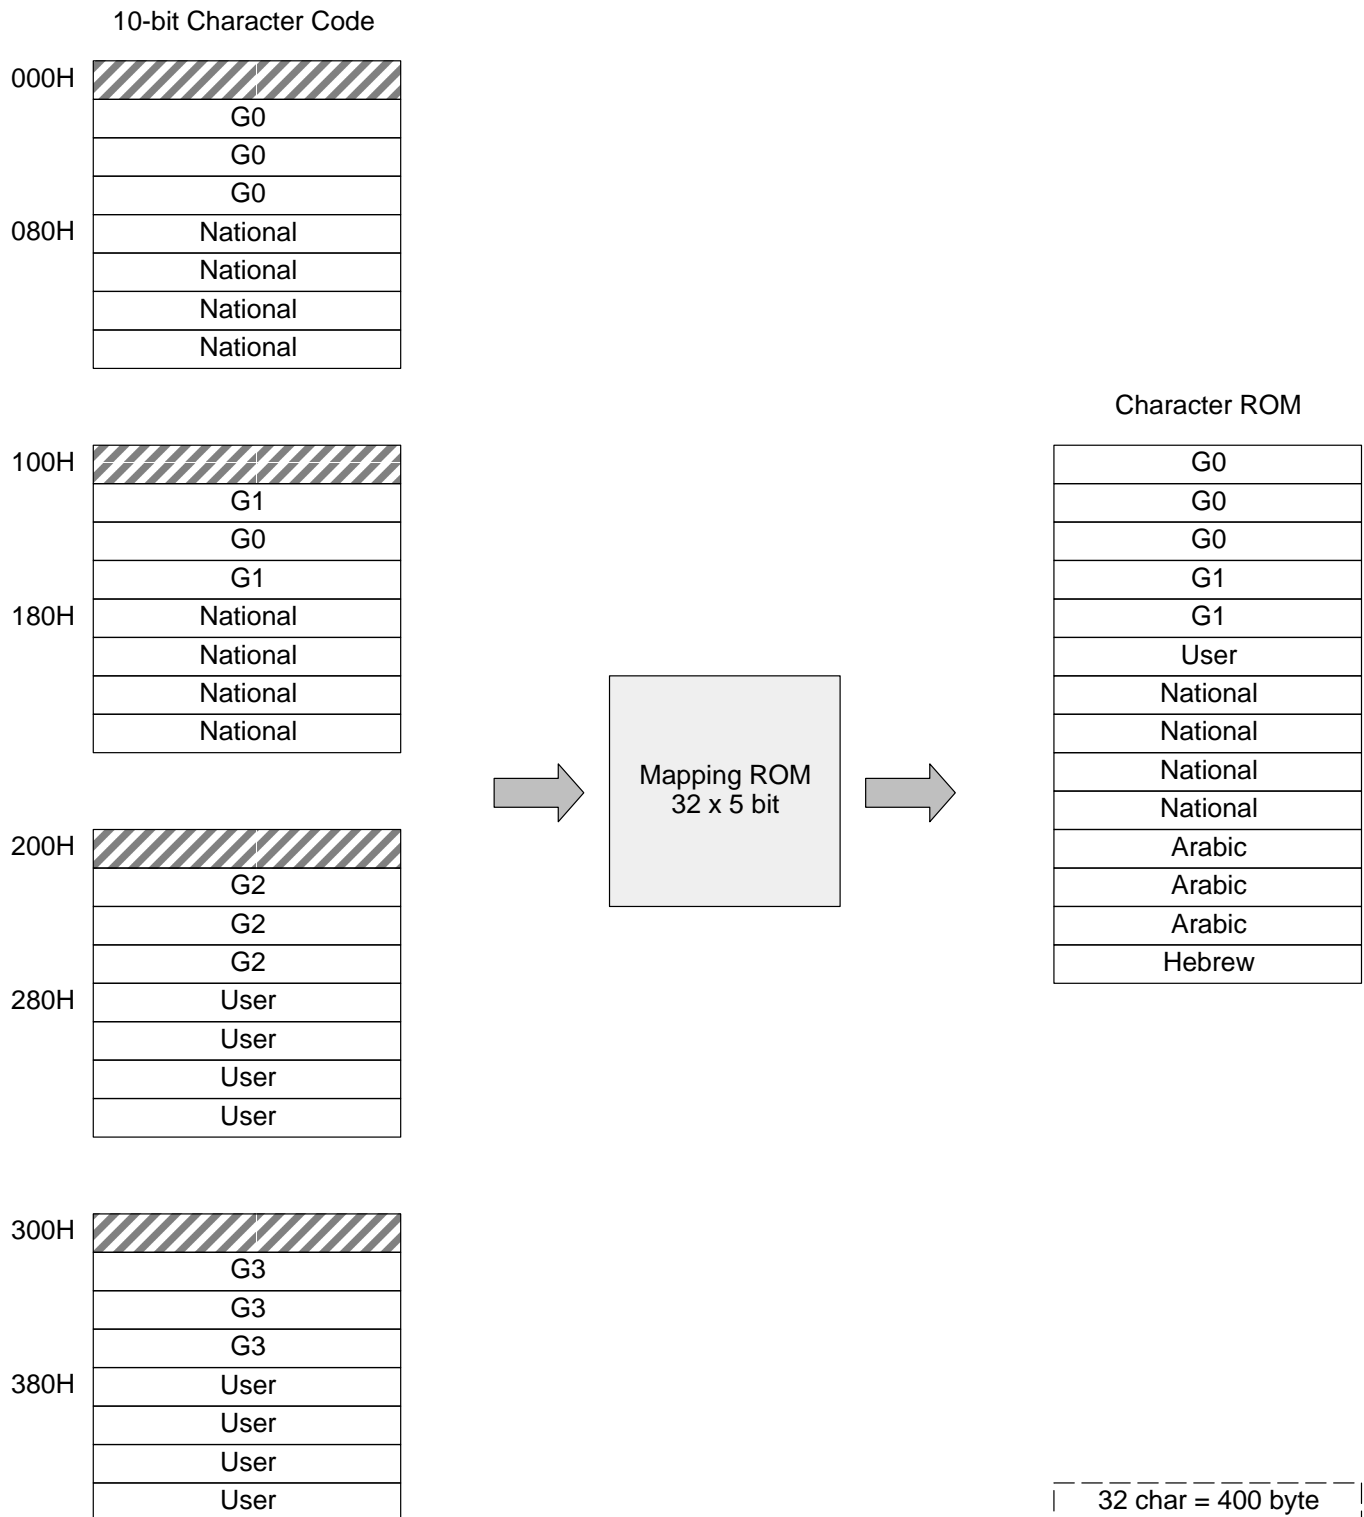 10-bit Character Code
000H
G0
G0
G0
080H National
National
National
National
100H
G1
G0
G1
180H National
National
National
National
200H
G2
G2
G2
280H User
User
User
User
300H
G3
G3
G3
380H User
User
User
User
Mapping ROM
32 x 5 bit
Character ROM
G0
G0
G0
G1
G1
User
National
National
National
National
Arabic
Arabic
Arabic
Hebrew
32 char = 400 byte